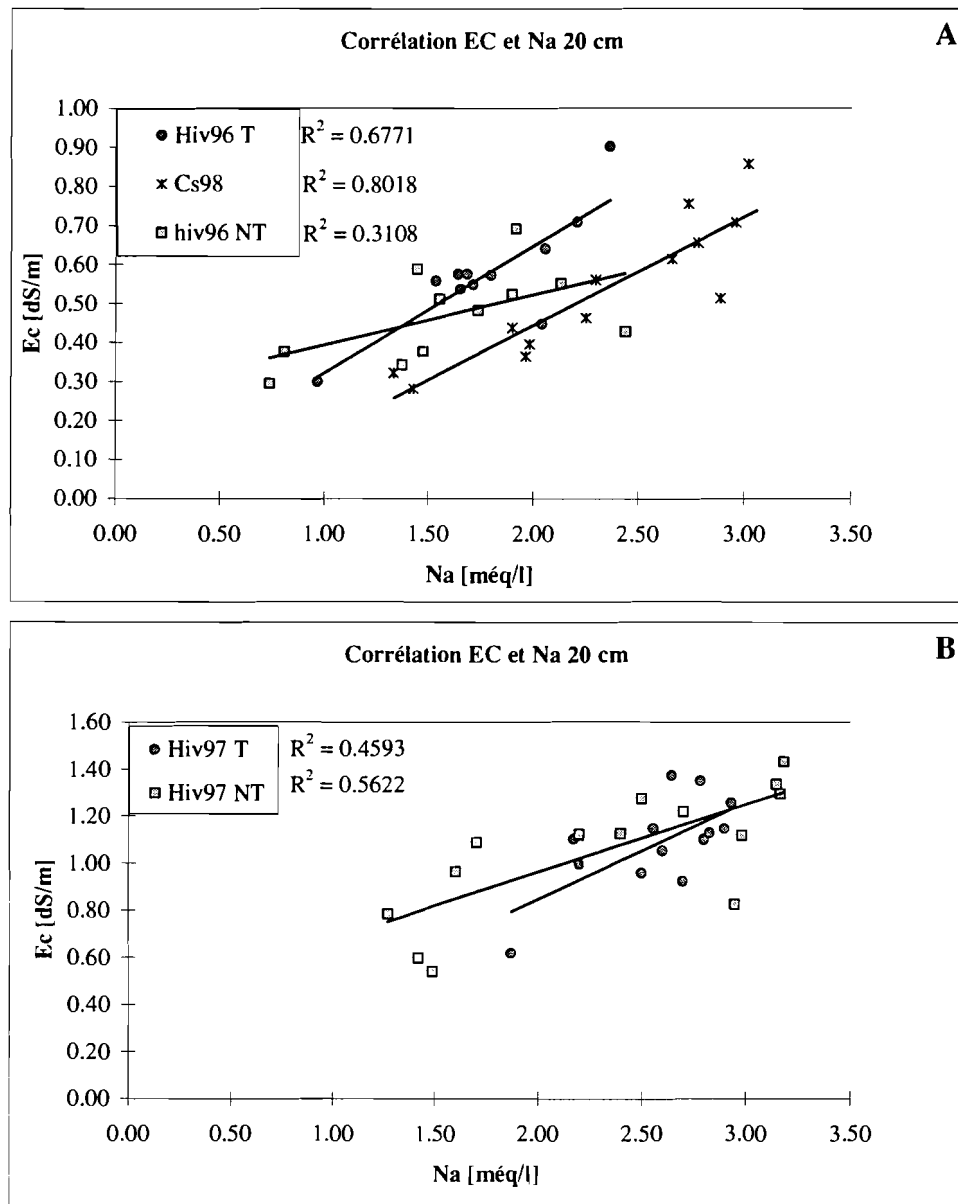 A
Corrélation EC et Na 20 cm
Hiv96 T R² = 0.6771
Cs98 R² = 0.8018
hiv96 NT R² = 0.3108
Ec [dS/m]
1.00
0.90
0.80
0.70
0.60
0.50
0.40
0.30
0.20
0.10
0.00
0.00 0.50 1.00 1.50 2.00 2.50 3.00 3.50
Na [méq/l]
B
Corrélation EC et Na 20 cm
Hiv97 T R² = 0.4593
Hiv97 NT R² = 0.5622
Ec [dS/m]
1.60
1.40
1.20
1.00
0.80
0.60
0.40
0.20
0.00
0.00 0.50 1.00 1.50 2.00 2.50 3.00 3.50
Na [méq/l]